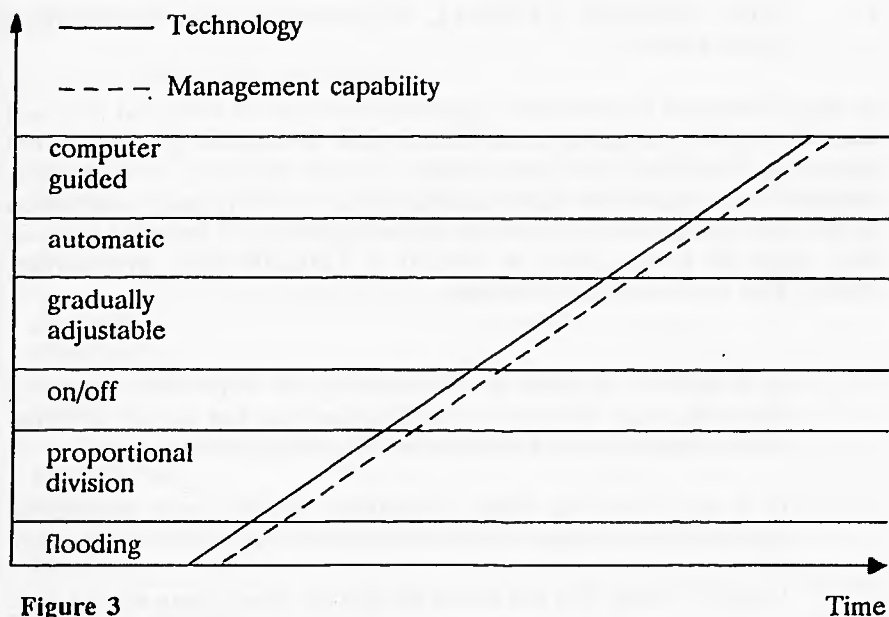 Technology
Management capability
computer
guided
automatic
gradually
adjustable
on/off
proportional
division
flooding
Figure 3
Time